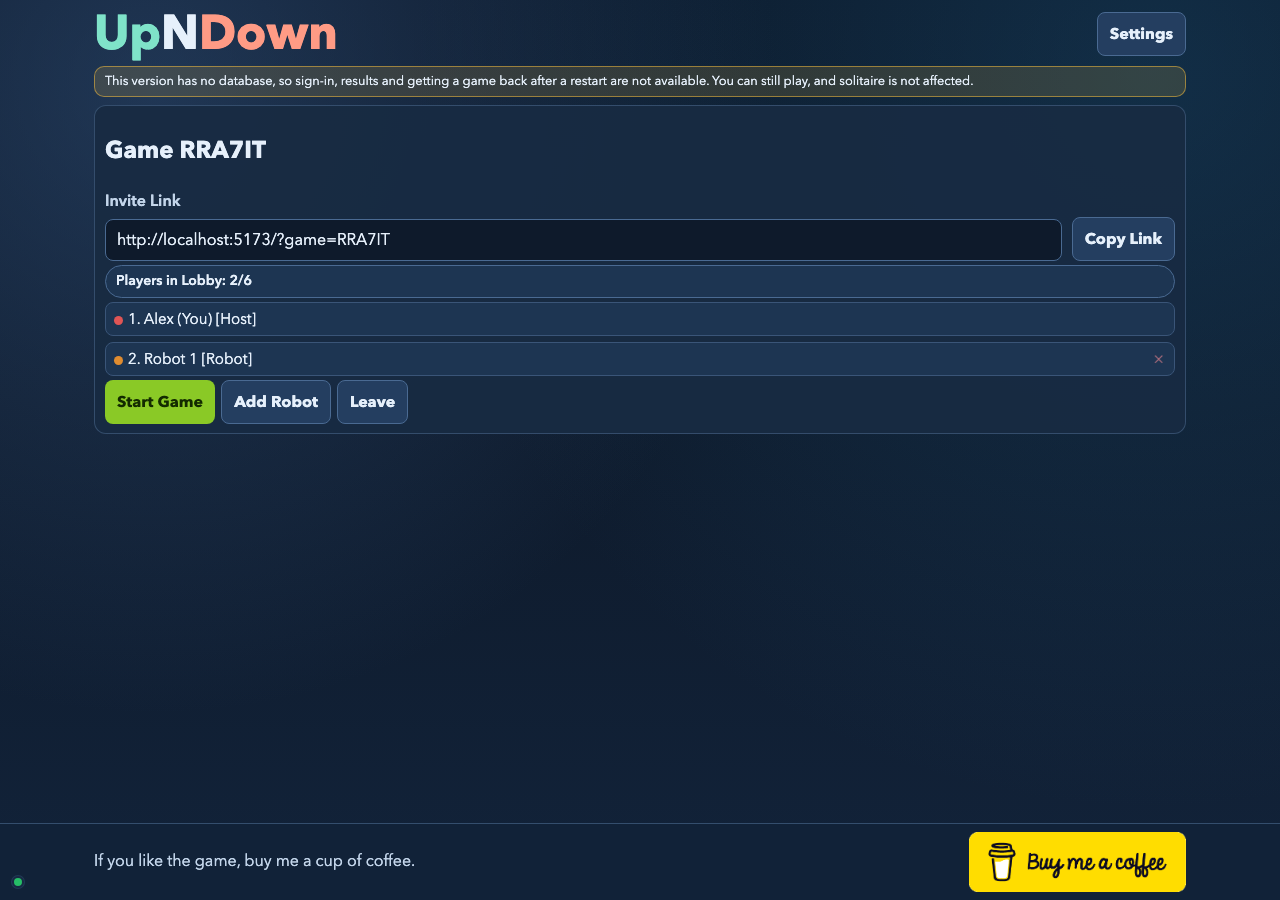 UpNDown
Settings
This version has no database, so sign-in, results and getting a game back after a restart are not available. You can still play, and solitaire is not affected.
Game RRA7IT
Invite Link
http://localhost:5173/?game=RRA7IT
Copy Link
Players in Lobby: 2/6
1. Alex (You) [Host]
2. Robot 1 [Robot] ×
Start Game Add Robot Leave
If you like the game, buy me a cup of coffee.
Buy me a coffee